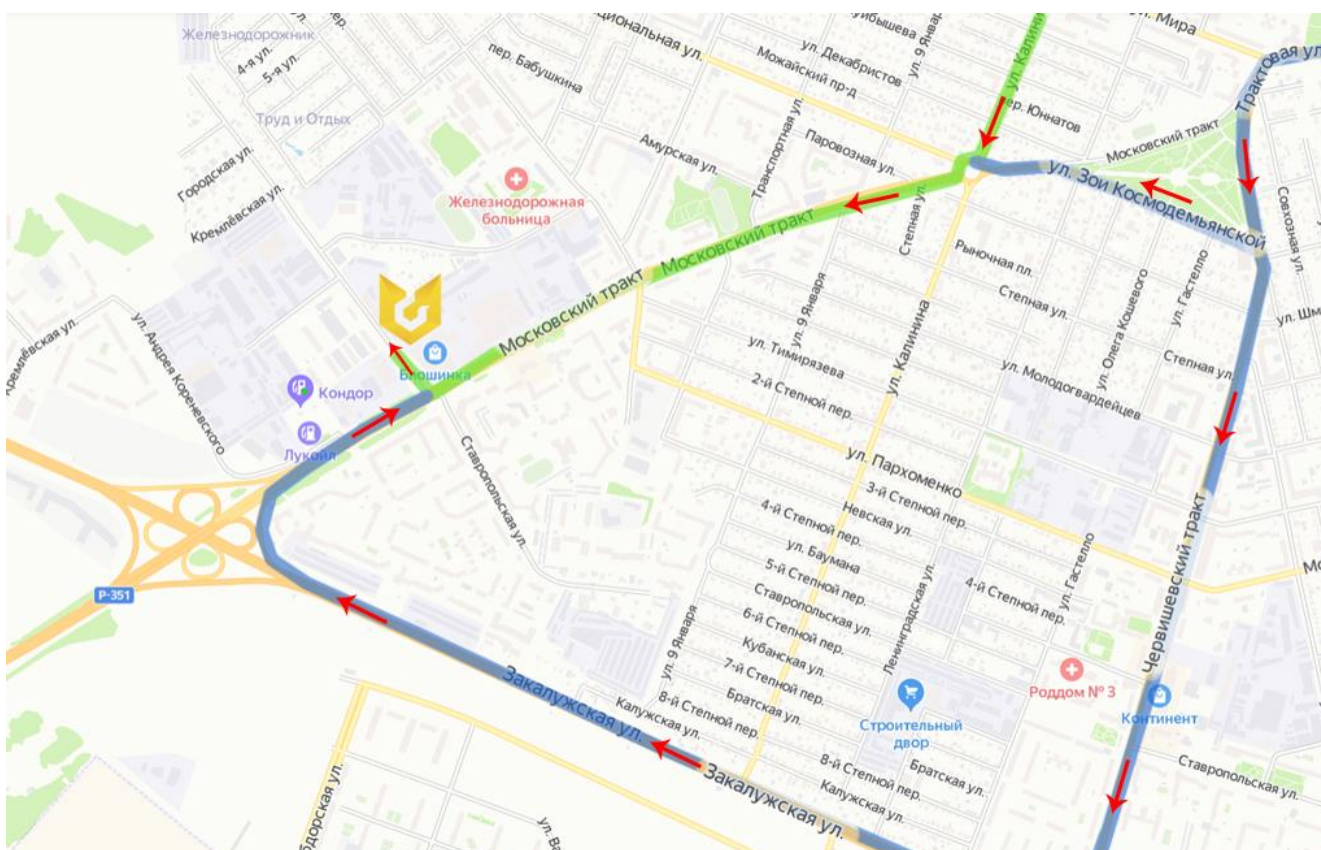 Железнодорожник
4-я ул.
5-я ул.
ул.
пер.
пер. Бабушкина
Труд и Отдых
Городская ул.
Кремлёвская ул.
Железнодорожная
больница
Амурская ул.
Транспортная ул.
Можайский пр-д
ул. Декабристов
ул. 9 Января
ул. Мира
Трактовая ул.
пер. Юннатов
Паровозная ул.
Московский тракт
ул. Зои Космодемьянской
Совхозная ул.
Московский тракт
Московский тракт
Степная ул.
Рыночная пл.
Степная ул.
ул. Гастелло
ул. Олега Кошевого
Степная ул.
ул. 9 Января
ул. Калинина
ул. Тимирязева
2-й Степной пер.
ул. Молодогвардейцев
ул. Андрея Кореневского
Кондор
Лукойл
Ставропольская ул.
ул. Пархоменко
3-й Степной пер.
Невская ул.
4-й Степной пер.
ул. Баумана
5-й Степной пер.
Ставропольская ул.
6-й Степной пер.
Кубанская ул.
7-й Степной пер.
Братская ул.
8-й Степной пер.
Калужская ул.
ул. 9 Января
Ленинградская ул.
4-й Степной пер.
ул. Гастелло
Червишевский тракт
Роддом № 3
Континент
Строительный
двор
Ставропольская ул.
Братская ул.
8-й Степной пер.
Калужская ул.
Закалужская ул.
Закалужская ул.
Р-351